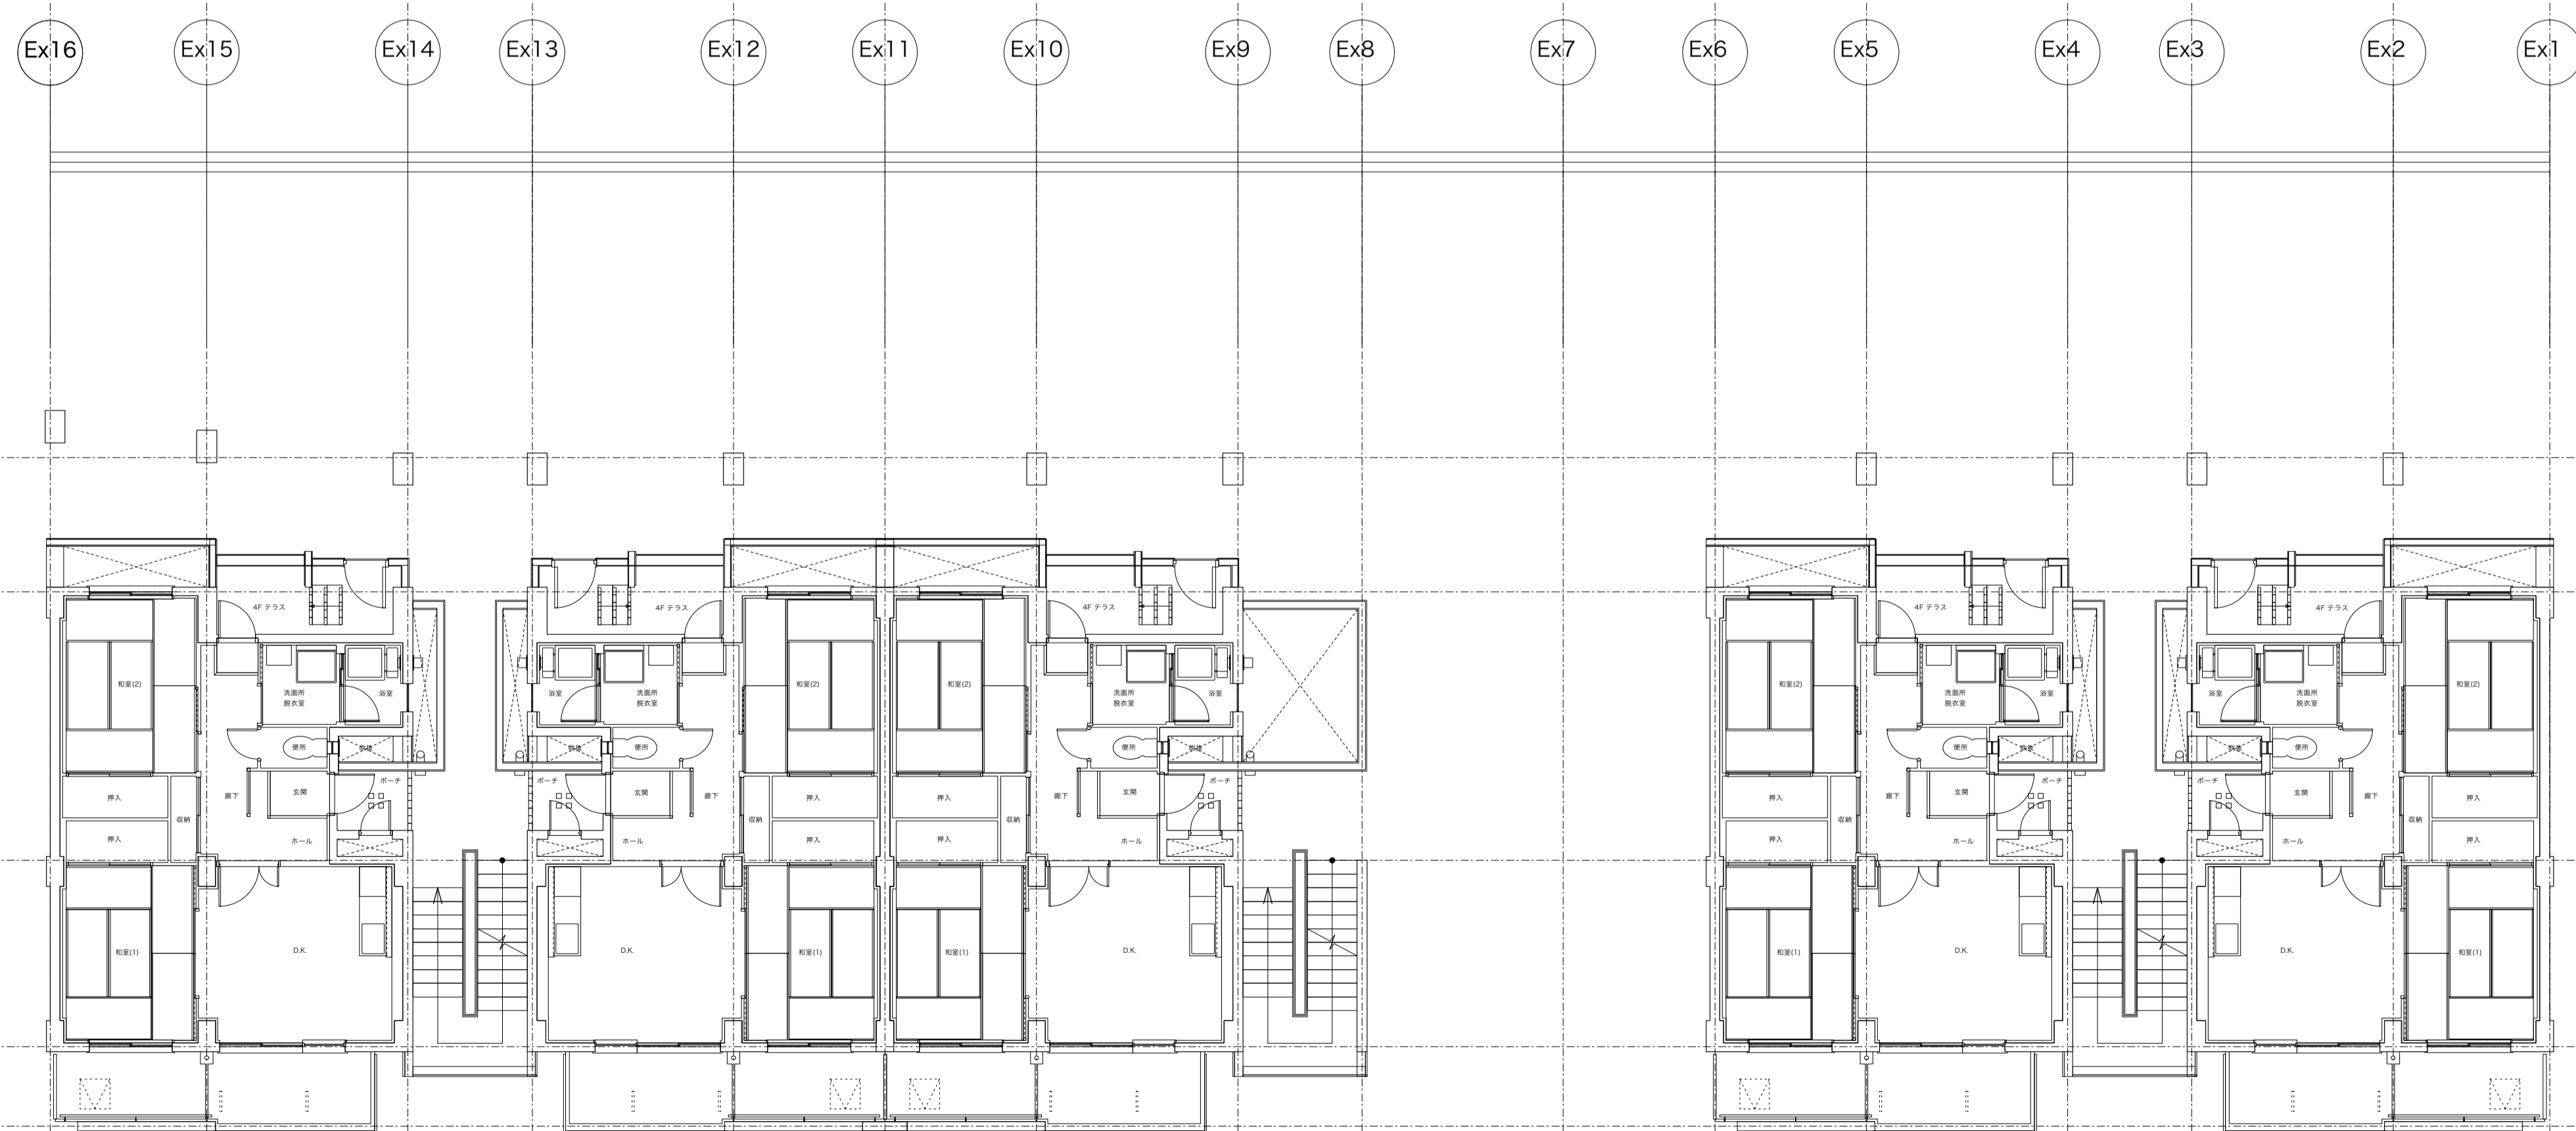 Ex16 Ex15 Ex14 Ex13 Ex12 Ex11 Ex10 Ex9 Ex8 Ex7 Ex6 Ex5 Ex4 Ex3 Ex2 Ex1
4F テラス 4F テラス 4F テラス 4F テラス 4F テラス
和室(2) 和室(2) 和室(2) 和室(2) 和室(2)
洗面所 浴室 浴室 洗面所 洗面所 浴室 洗面所 浴室 浴室 洗面所
脱衣室 脱衣室 脱衣室 脱衣室 脱衣室
便所 吹抜 吹抜 便所 便所 吹抜 便所 吹抜 吹抜 便所
ポーチ ポーチ ポーチ ポーチ ポーチ
玄関 玄関 玄関 玄関 玄関
押入 廊下 廊下 押入 押入 廊下 押入 廊下 廊下 押入
収納 収納 収納 収納 収納
押入 ホール ホール 押入 押入 ホール 押入 ホール ホール 押入
和室(1) D.K. D.K. 和室(1) 和室(1) D.K. 和室(1) D.K. D.K. 和室(1)